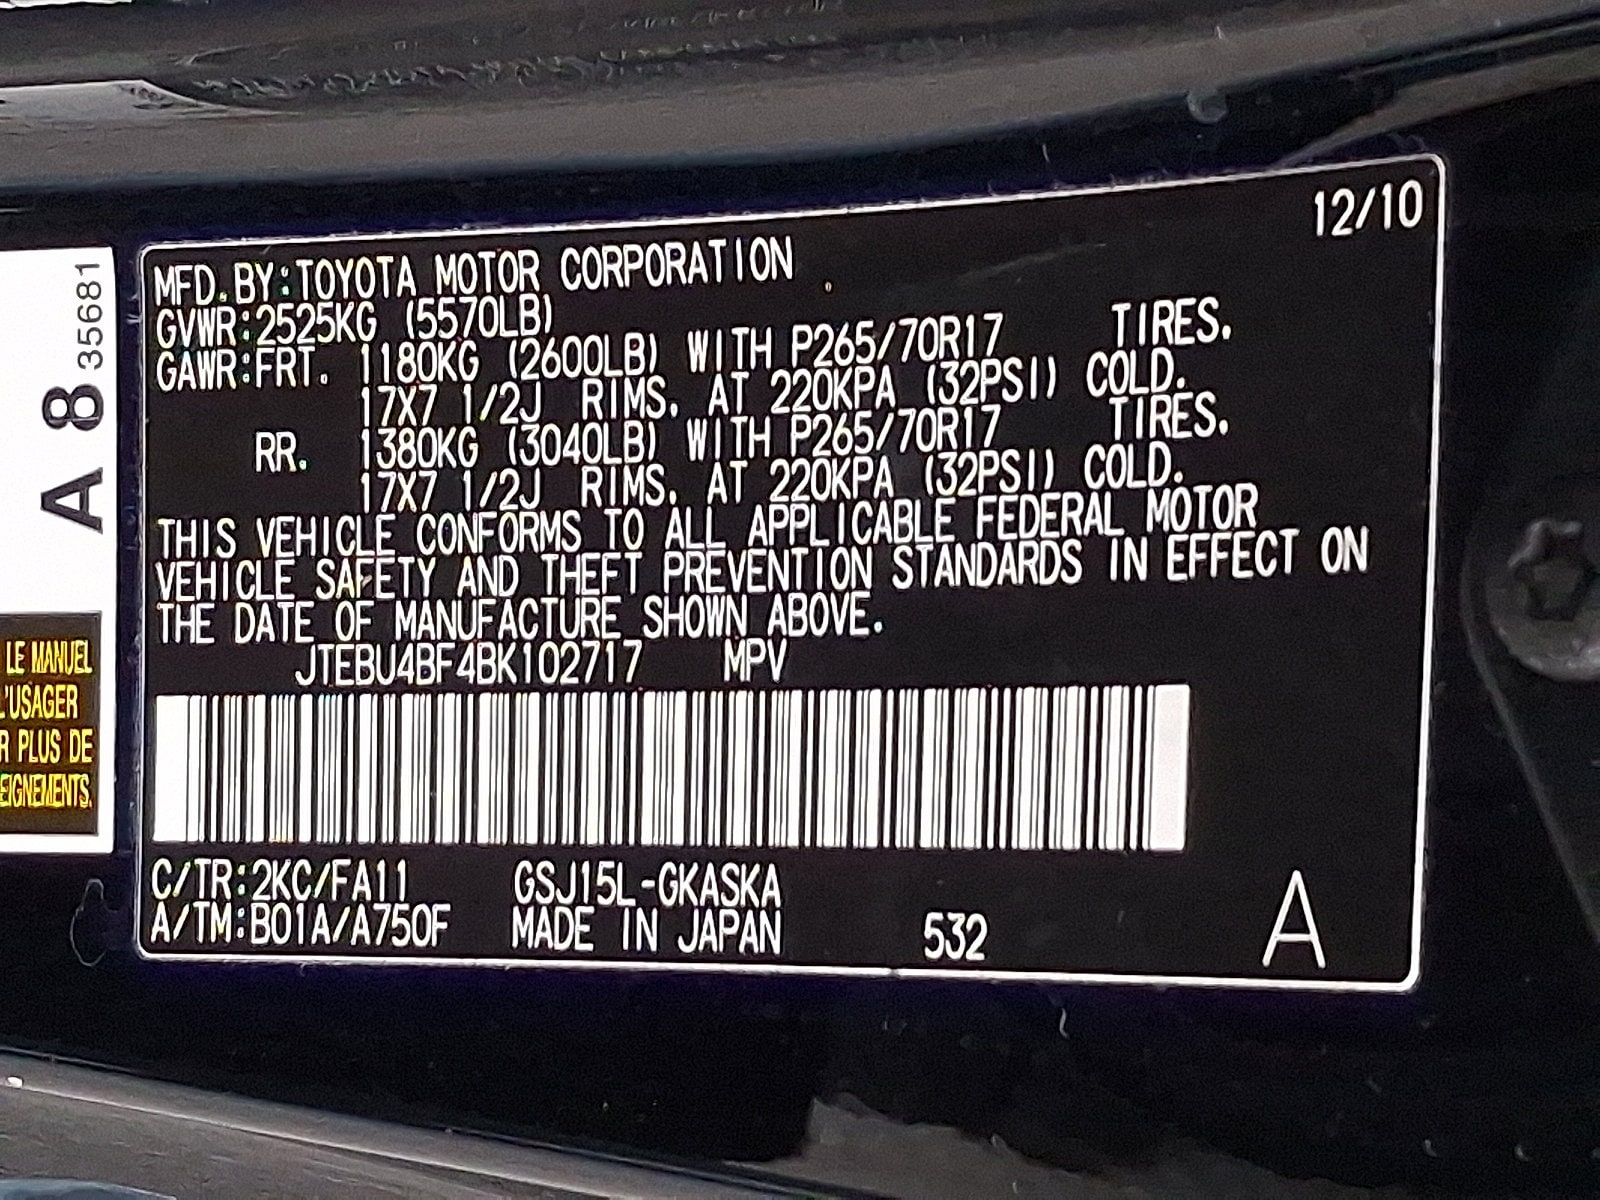 12/10
MFD.BY:TOYOTA MOTOR CORPORATION
GVWR:2525KG (5570LB)
GAWR:FRT. 1180KG (2600LB) WITH P265/70R17 TIRES.
17X7 1/2J RIMS. AT 220KPA (32PSI) COLD.
RR. 1380KG (3040LB) WITH P265/70R17 TIRES.
17X7 1/2J RIMS. AT 220KPA (32PSI) COLD.
THIS VEHICLE CONFORMS TO ALL APPLICABLE FEDERAL MOTOR
VEHICLE SAFETY AND THEFT PREVENTION STANDARDS IN EFFECT ON
THE DATE OF MANUFACTURE SHOWN ABOVE.
JTEBU4BF4BK102717 MPV
C/TR:2KC/FA11 GSJ15L-GKASKA
A/TM:B01A/A750F MADE IN JAPAN 532 A
A 8 35681
LE MANUEL
L'USAGER
R PLUS DE
EIGNEMENTS.